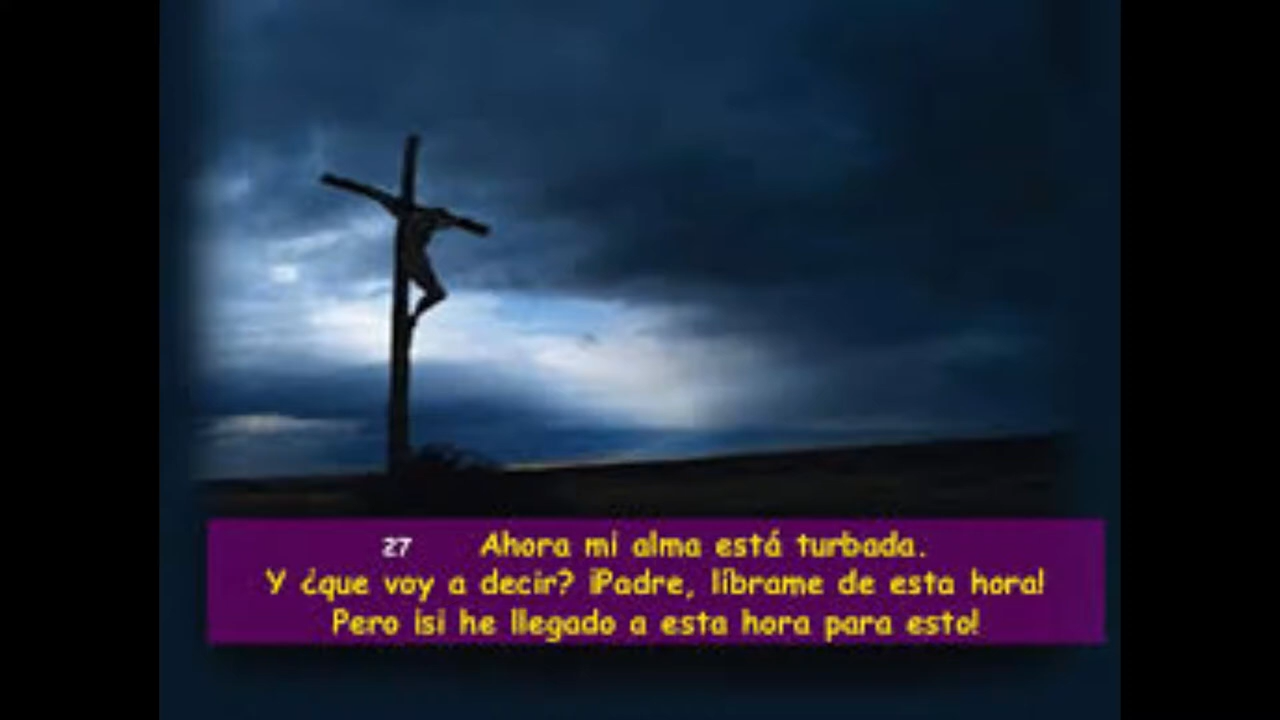 27 Ahora mi alma está turbada.
Y ¿que voy a decir? ¡Padre, líbrame de esta hora!
Pero ¡si he llegado a esta hora para esto!